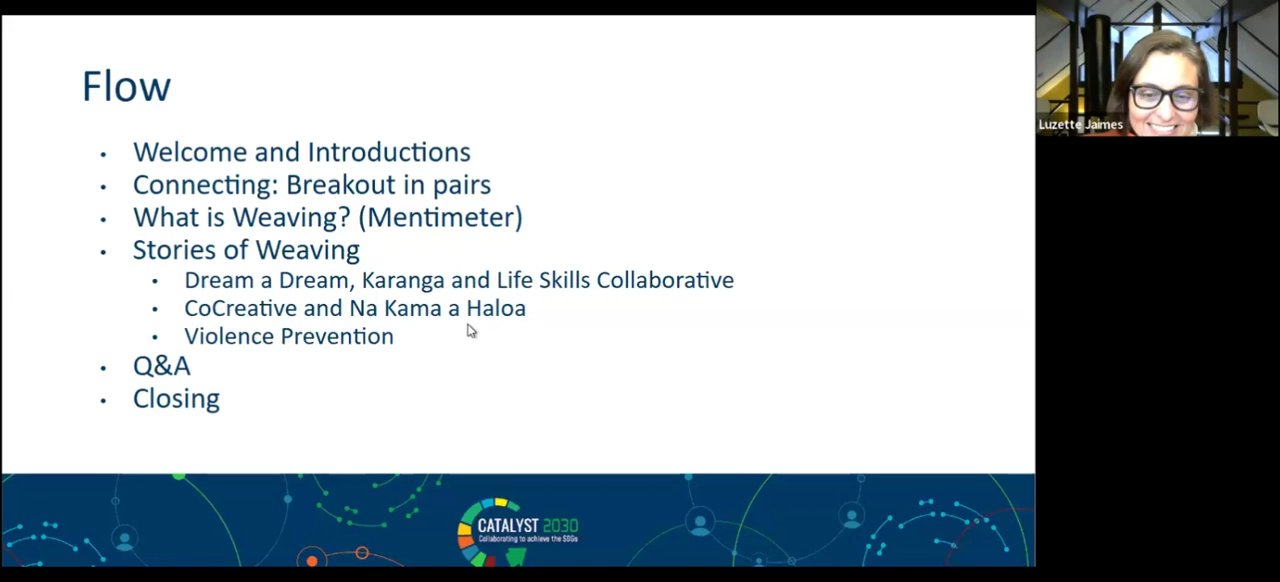 Flow
Welcome and Introductions
Connecting: Breakout in pairs
What is Weaving? (Mentimeter)
Stories of Weaving
Dream a Dream, Karanga and Life Skills Collaborative
CoCreative and Na Kama a Haloa
Violence Prevention
Q&A
Closing
CATALYST 2030
Collaborating to achieve the SDGs
Luzette Jaimes